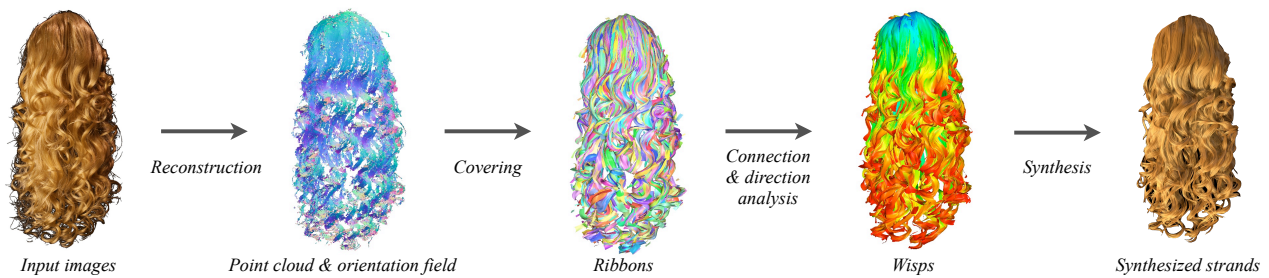 Reconstruction
Covering
Connection
& direction
analysis
Synthesis
Input images
Point cloud & orientation field
Ribbons
Wisps
Synthesized strands